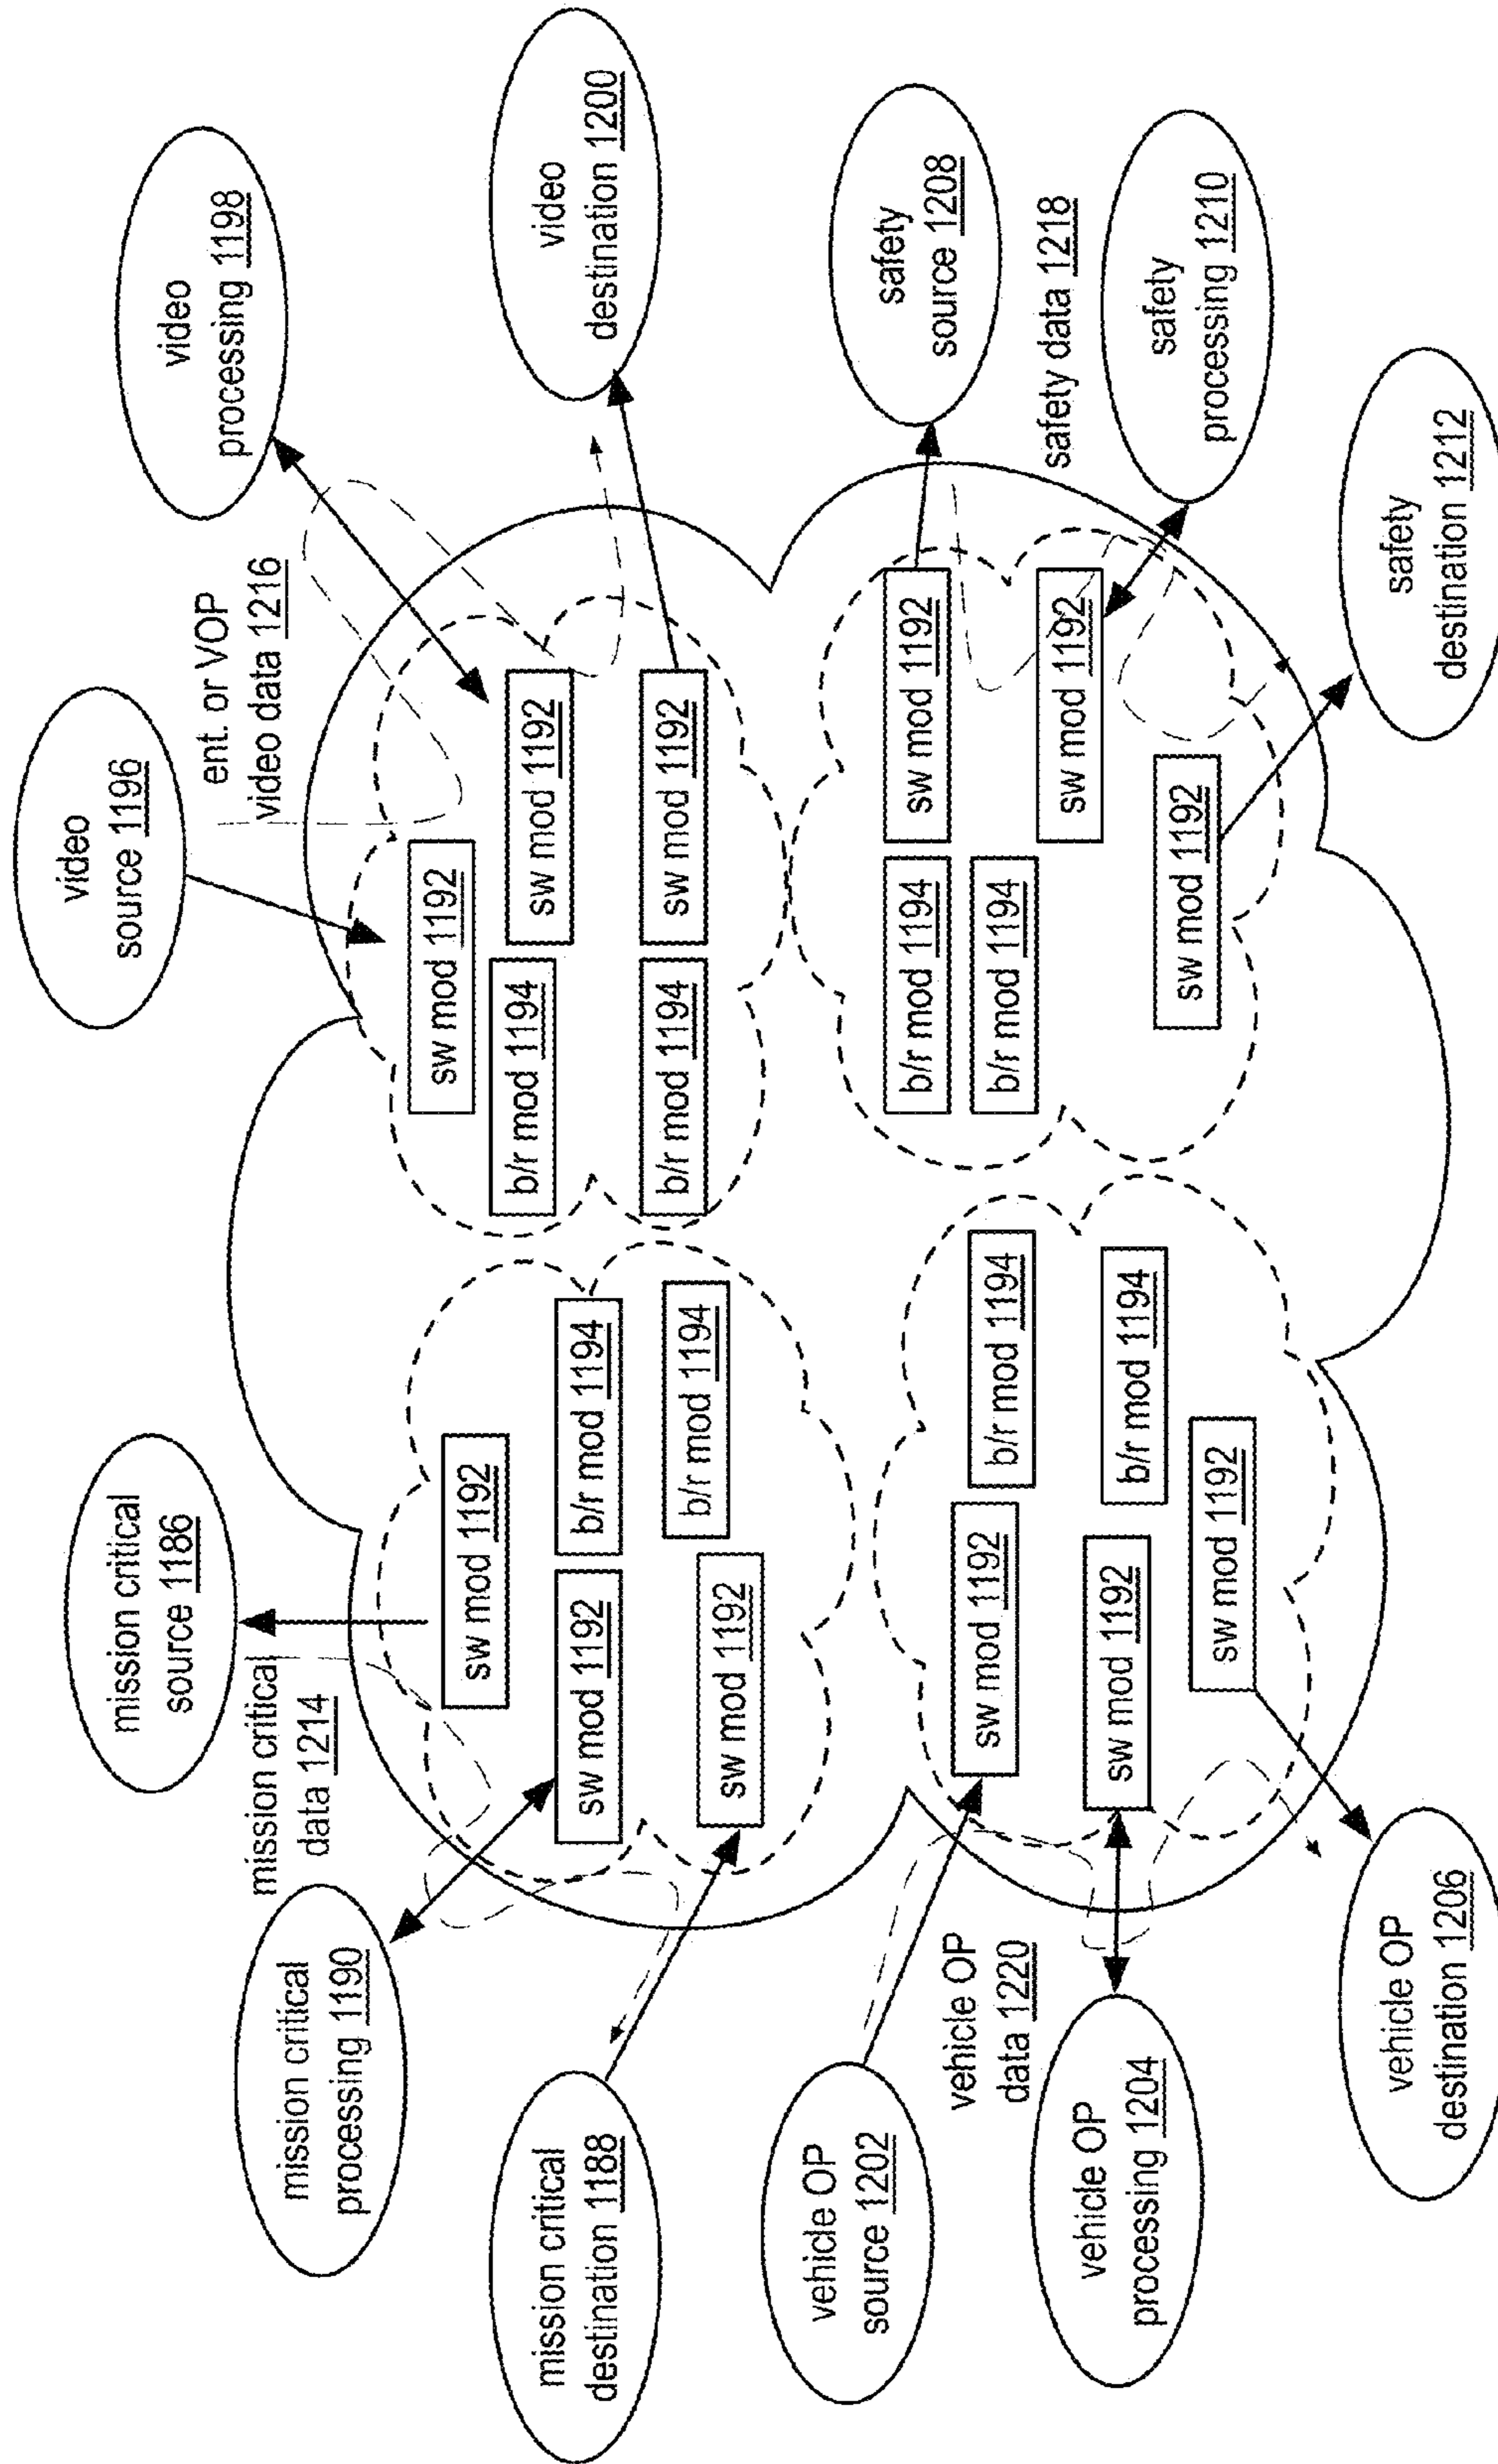 mission critical
source 1186
video
source 1196
mission critical
processing 1190
mission critical
data 1214
ent. or VOP
video data 1216
video
processing 1198
mission critical
destination 1188
video
destination 1200
sw mod 1192
sw mod 1192
b/r mod 1194
sw mod 1192
b/r mod 1194
sw mod 1192
b/r mod 1194
sw mod 1192
b/r mod 1194
sw mod 1192
vehicle OP
source 1202
vehicle OP
data 1220
vehicle OP
processing 1204
vehicle OP
destination 1206
sw mod 1192
b/r mod 1194
sw mod 1192
b/r mod 1194
sw mod 1192
b/r mod 1194
sw mod 1192
b/r mod 1194
sw mod 1192
sw mod 1192
safety
source 1208
safety data 1218
safety
processing 1210
safety
destination 1212